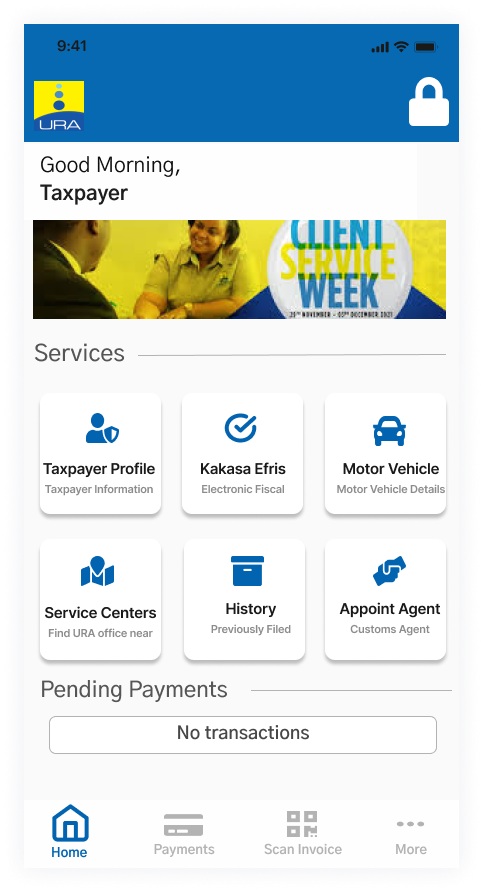 9:41
URA
Good Morning,
Taxpayer
CLIENT
SERVICE
WEEK
29TH NOVEMBER - 03RD DECEMBER 2021
Services
Taxpayer Profile
Taxpayer Information
Kakasa Efris
Electronic Fiscal
Motor Vehicle
Motor Vehicle Details
Service Centers
Find URA office near
History
Previously Filed
Appoint Agent
Customs Agent
Pending Payments
No transactions
Home
Payments
Scan Invoice
More